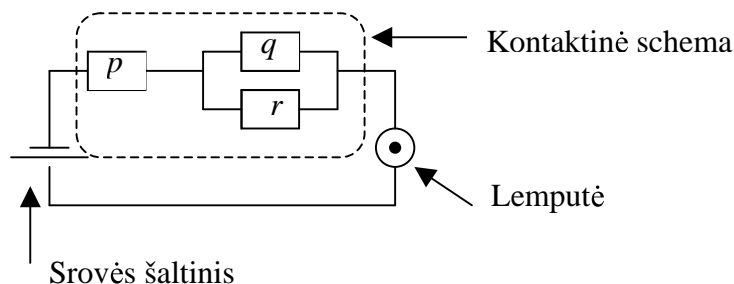 p
q
r
Kontaktinė schema
Lemputė
Srovės šaltinis